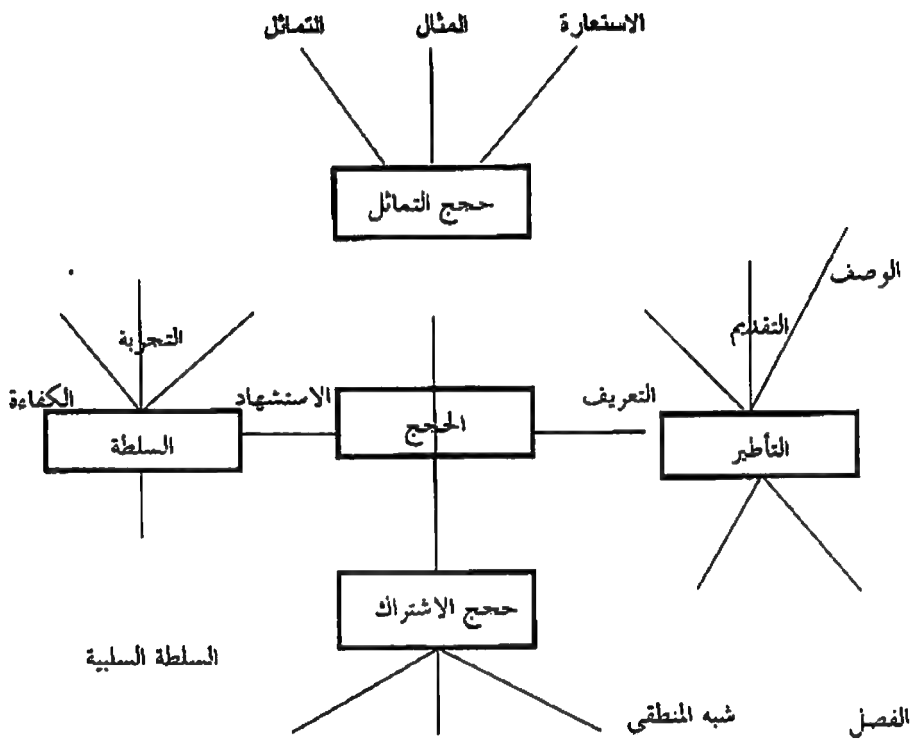 الاستعارة المثال التماثل
حجج التماثل
الوصف
التقديم التجربة
التعريف الاستشهاد الكفاءة
التأطير الحجج السلطة
حجج الاشتراك
السلطة السلبية
الفصل شبه المنطقي